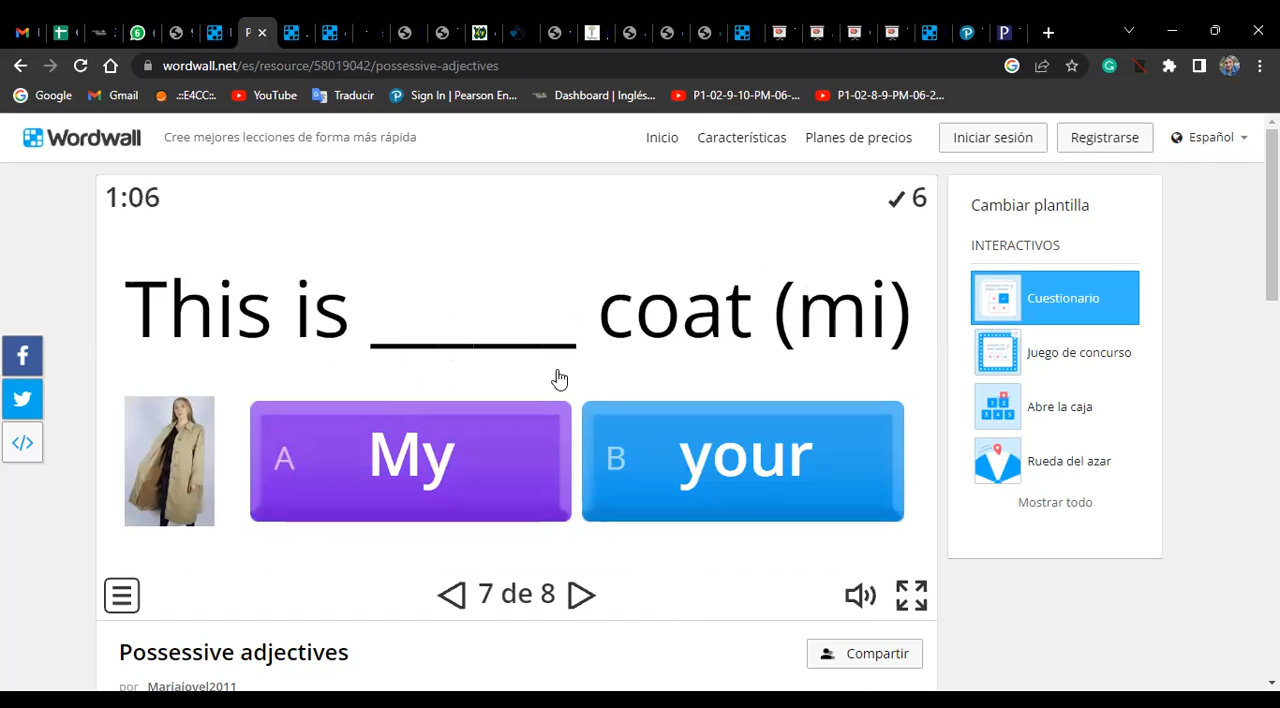 wordwall.net/es/resource/58019042/possessive-adjectives
Google Gmail .::E4CC::. YouTube Traducir Sign In | Pearson En... Dashboard | Inglés,... P1-02-9-10-PM-06-... P1-02-8-9-PM-06-2...
Wordwall Cree mejores lecciones de forma más rápida Inicio Características Planes de precios Iniciar sesión Registrarse Español
1:06 6
This is ______ coat (mi)
A My B your
7 de 8
Cambiar plantilla
INTERACTIVOS
Cuestionario
Juego de concurso
Abre la caja
Rueda del azar
Mostrar todo
Possessive adjectives
Compartir
por Mariajovel2011